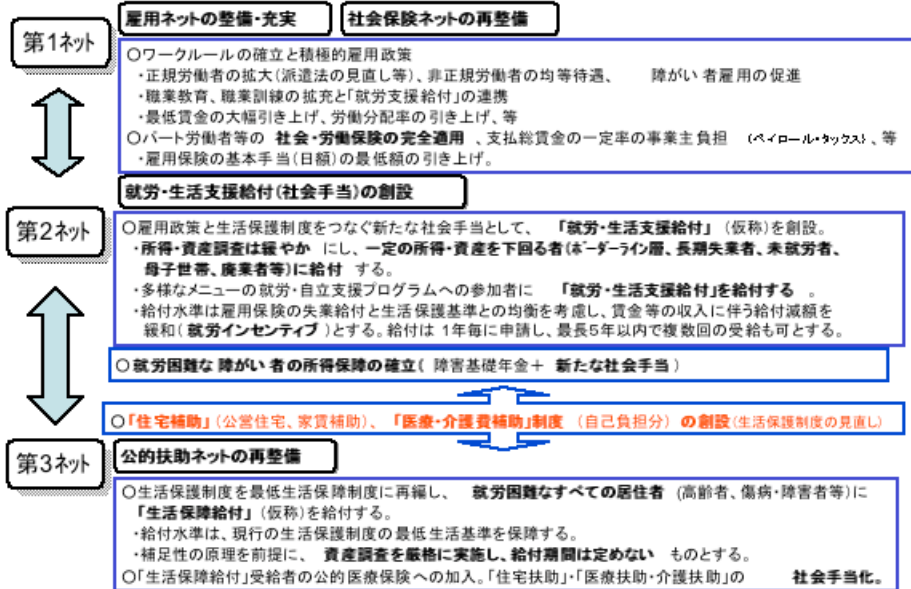 雇用ネットの整備・充実
社会保険ネットの再整備
第1ネット
○ワークルールの確立と積極的雇用政策
・正規労働者の拡大(派遣法の見直し等)、非正規労働者の均等待遇、 障がい者雇用の促進
・職業教育、職業訓練の拡充と「就労支援給付」の連携
・最低賃金の大幅引き上げ、労働分配率の引き上げ、等
○パート労働者等の 社会・労働保険の完全適用 、支払総賃金の一定率の事業主負担 (ペイロール・タックス)、等
・雇用保険の基本手当(日額)の最低額の引き上げ。
就労・生活支援給付(社会手当)の創設
第2ネット
○雇用政策と生活保護制度をつなぐ新たな社会手当として、 「就労・生活支援給付」 (仮称)を創設。
・所得・資産調査は緩やか にし、一定の所得・資産を下回る者(ボーダーライン層、長期失業者、未就労者、
母子世帯、廃業者等)に給付 する。
・多様なメニューの就労・自立支援プログラムへの参加者に 「就労・生活支援給付」を給付する 。
・給付水準は雇用保険の失業給付と生活保護基準との均衡を考慮し、賃金等の収入に伴う給付減額を
緩和(就労インセンティブ)とする。給付は 1年毎に申請し、最長5年以内で複数回の受給も可とする。
○就労困難な 障がい 者の所得保障の確立( 障害基礎年金+ 新たな社会手当 )
○「住宅補助」(公営住宅、家賃補助)、 「医療・介護費補助」制度 (自己負担分) の創設(生活保護制度の見直し)
第3ネット
公的扶助ネットの再整備
○生活保護制度を最低生活保障制度に再編し、 就労困難なすべての居住者 (高齢者、傷病・障害者等)に
「生活保障給付」(仮称)を給付する。
・給付水準は、現行の生活保護制度の最低生活基準を保障する。
・補足性の原理を前提に、 資産調査を厳格に実施し、給付期間は定めない ものとする。
○「生活保障給付」受給者の公的医療保険への加入。「住宅扶助」・「医療扶助・介護扶助」の 社会手当化。